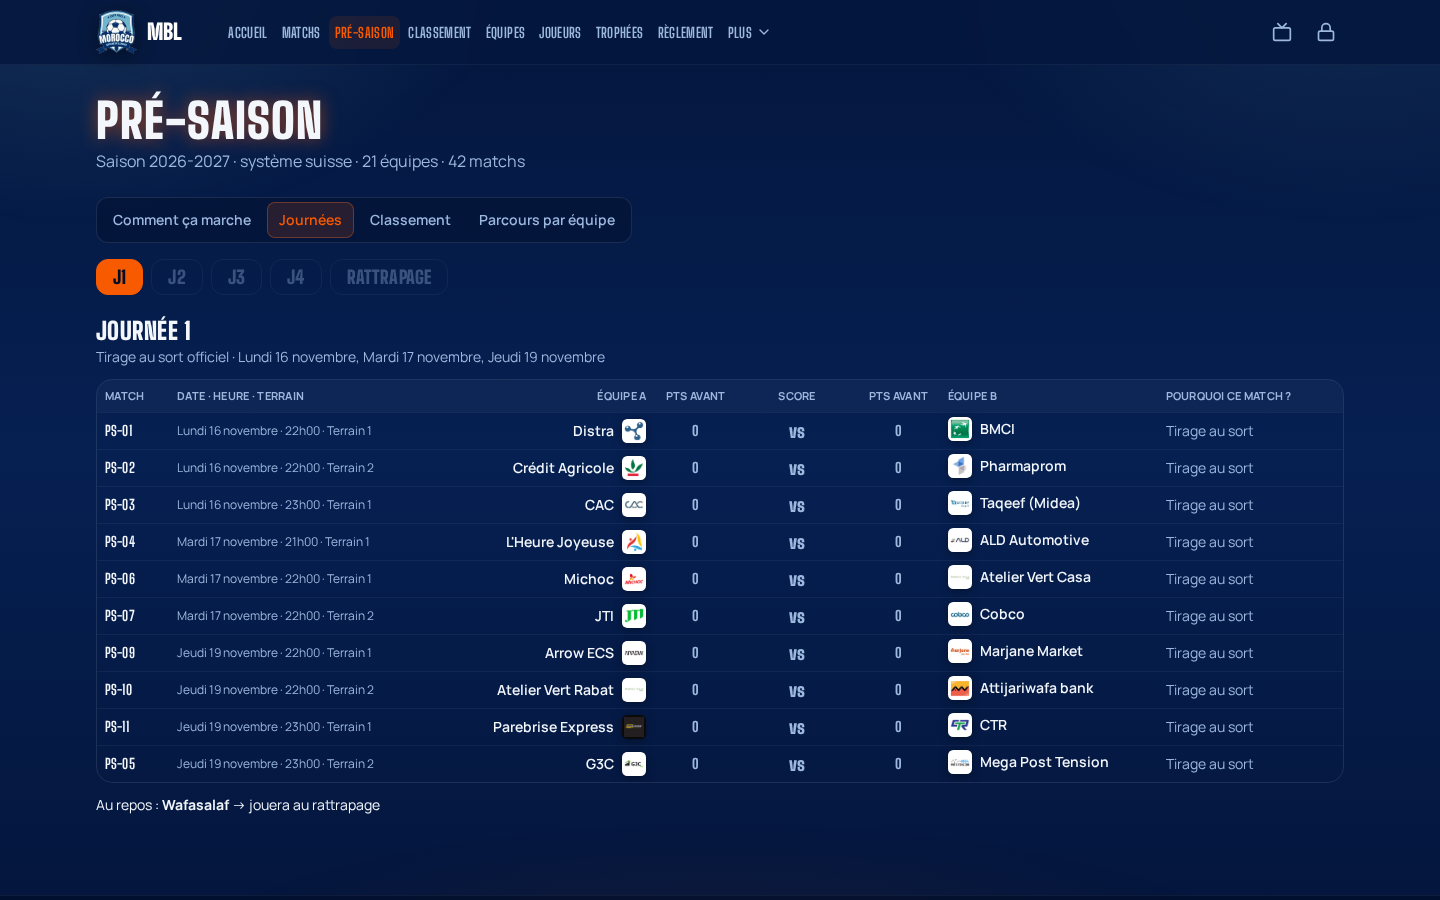 MOROCCO
MBL ACCUEIL MATCHS PRÉ-SAISON CLASSEMENT ÉQUIPES JOUEURS TROPHÉES RÈGLEMENT PLUS
PRÉ-SAISON
Saison 2026-2027 · système suisse · 21 équipes · 42 matchs
Comment ça marche Journées Classement Parcours par équipe
J1 J2 J3 J4 RATTRAPAGE
JOURNÉE 1
Tirage au sort officiel · Lundi 16 novembre, Mardi 17 novembre, Jeudi 19 novembre
MATCH DATE · HEURE · TERRAIN ÉQUIPE A PTS AVANT SCORE PTS AVANT ÉQUIPE B POURQUOI CE MATCH ?
PS-01 Lundi 16 novembre · 22h00 · Terrain 1 Distra 0 VS 0 BMCI Tirage au sort
PS-02 Lundi 16 novembre · 22h00 · Terrain 2 Crédit Agricole 0 VS 0 Pharmaprom Tirage au sort
PS-03 Lundi 16 novembre · 23h00 · Terrain 1 CAC 0 VS 0 Taqeef (Midea) Tirage au sort
PS-04 Mardi 17 novembre · 21h00 · Terrain 1 L'Heure Joyeuse 0 VS 0 ALD Automotive Tirage au sort
PS-06 Mardi 17 novembre · 22h00 · Terrain 1 Michoc 0 VS 0 Atelier Vert Casa Tirage au sort
PS-07 Mardi 17 novembre · 22h00 · Terrain 2 JTI 0 VS 0 Cobco Tirage au sort
PS-09 Jeudi 19 novembre · 22h00 · Terrain 1 Arrow ECS 0 VS 0 Marjane Market Tirage au sort
PS-10 Jeudi 19 novembre · 22h00 · Terrain 2 Atelier Vert Rabat 0 VS 0 Attijariwafa bank Tirage au sort
PS-11 Jeudi 19 novembre · 23h00 · Terrain 1 Parebrise Express 0 VS 0 CTR Tirage au sort
PS-05 Jeudi 19 novembre · 23h00 · Terrain 2 G3C 0 VS 0 Mega Post Tension Tirage au sort
Au repos : Wafasalaf → jouera au rattrapage